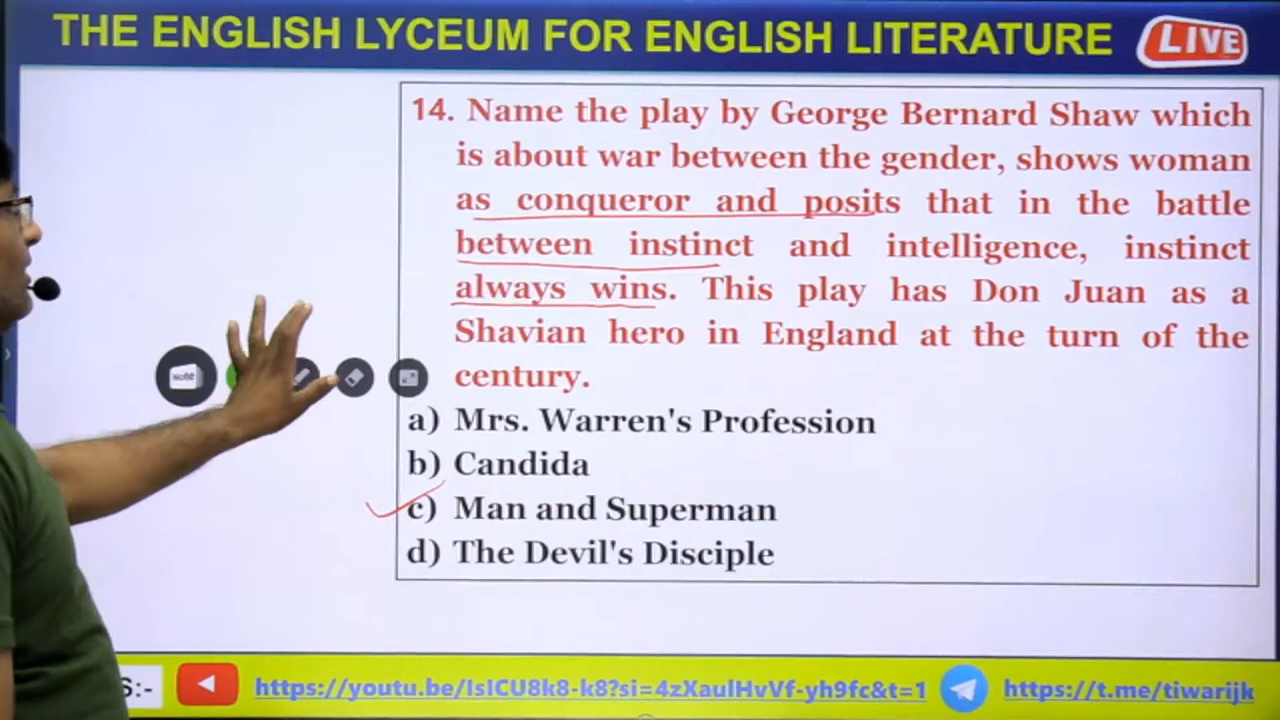 THE ENGLISH LYCEUM FOR ENGLISH LITERATURE LIVE
14. Name the play by George Bernard Shaw which
is about war between the gender, shows woman
as conqueror and posits that in the battle
between instinct and intelligence, instinct
always wins. This play has Don Juan as a
Shavian hero in England at the turn of the
century.
a) Mrs. Warren's Profession
b) Candida
c) Man and Superman
d) The Devil's Disciple
note
S:- https://youtu.be/IsICU8k8-k8?si=4zXaulHvVf-yh9fc&t=1 https://t.me/tiwarijk